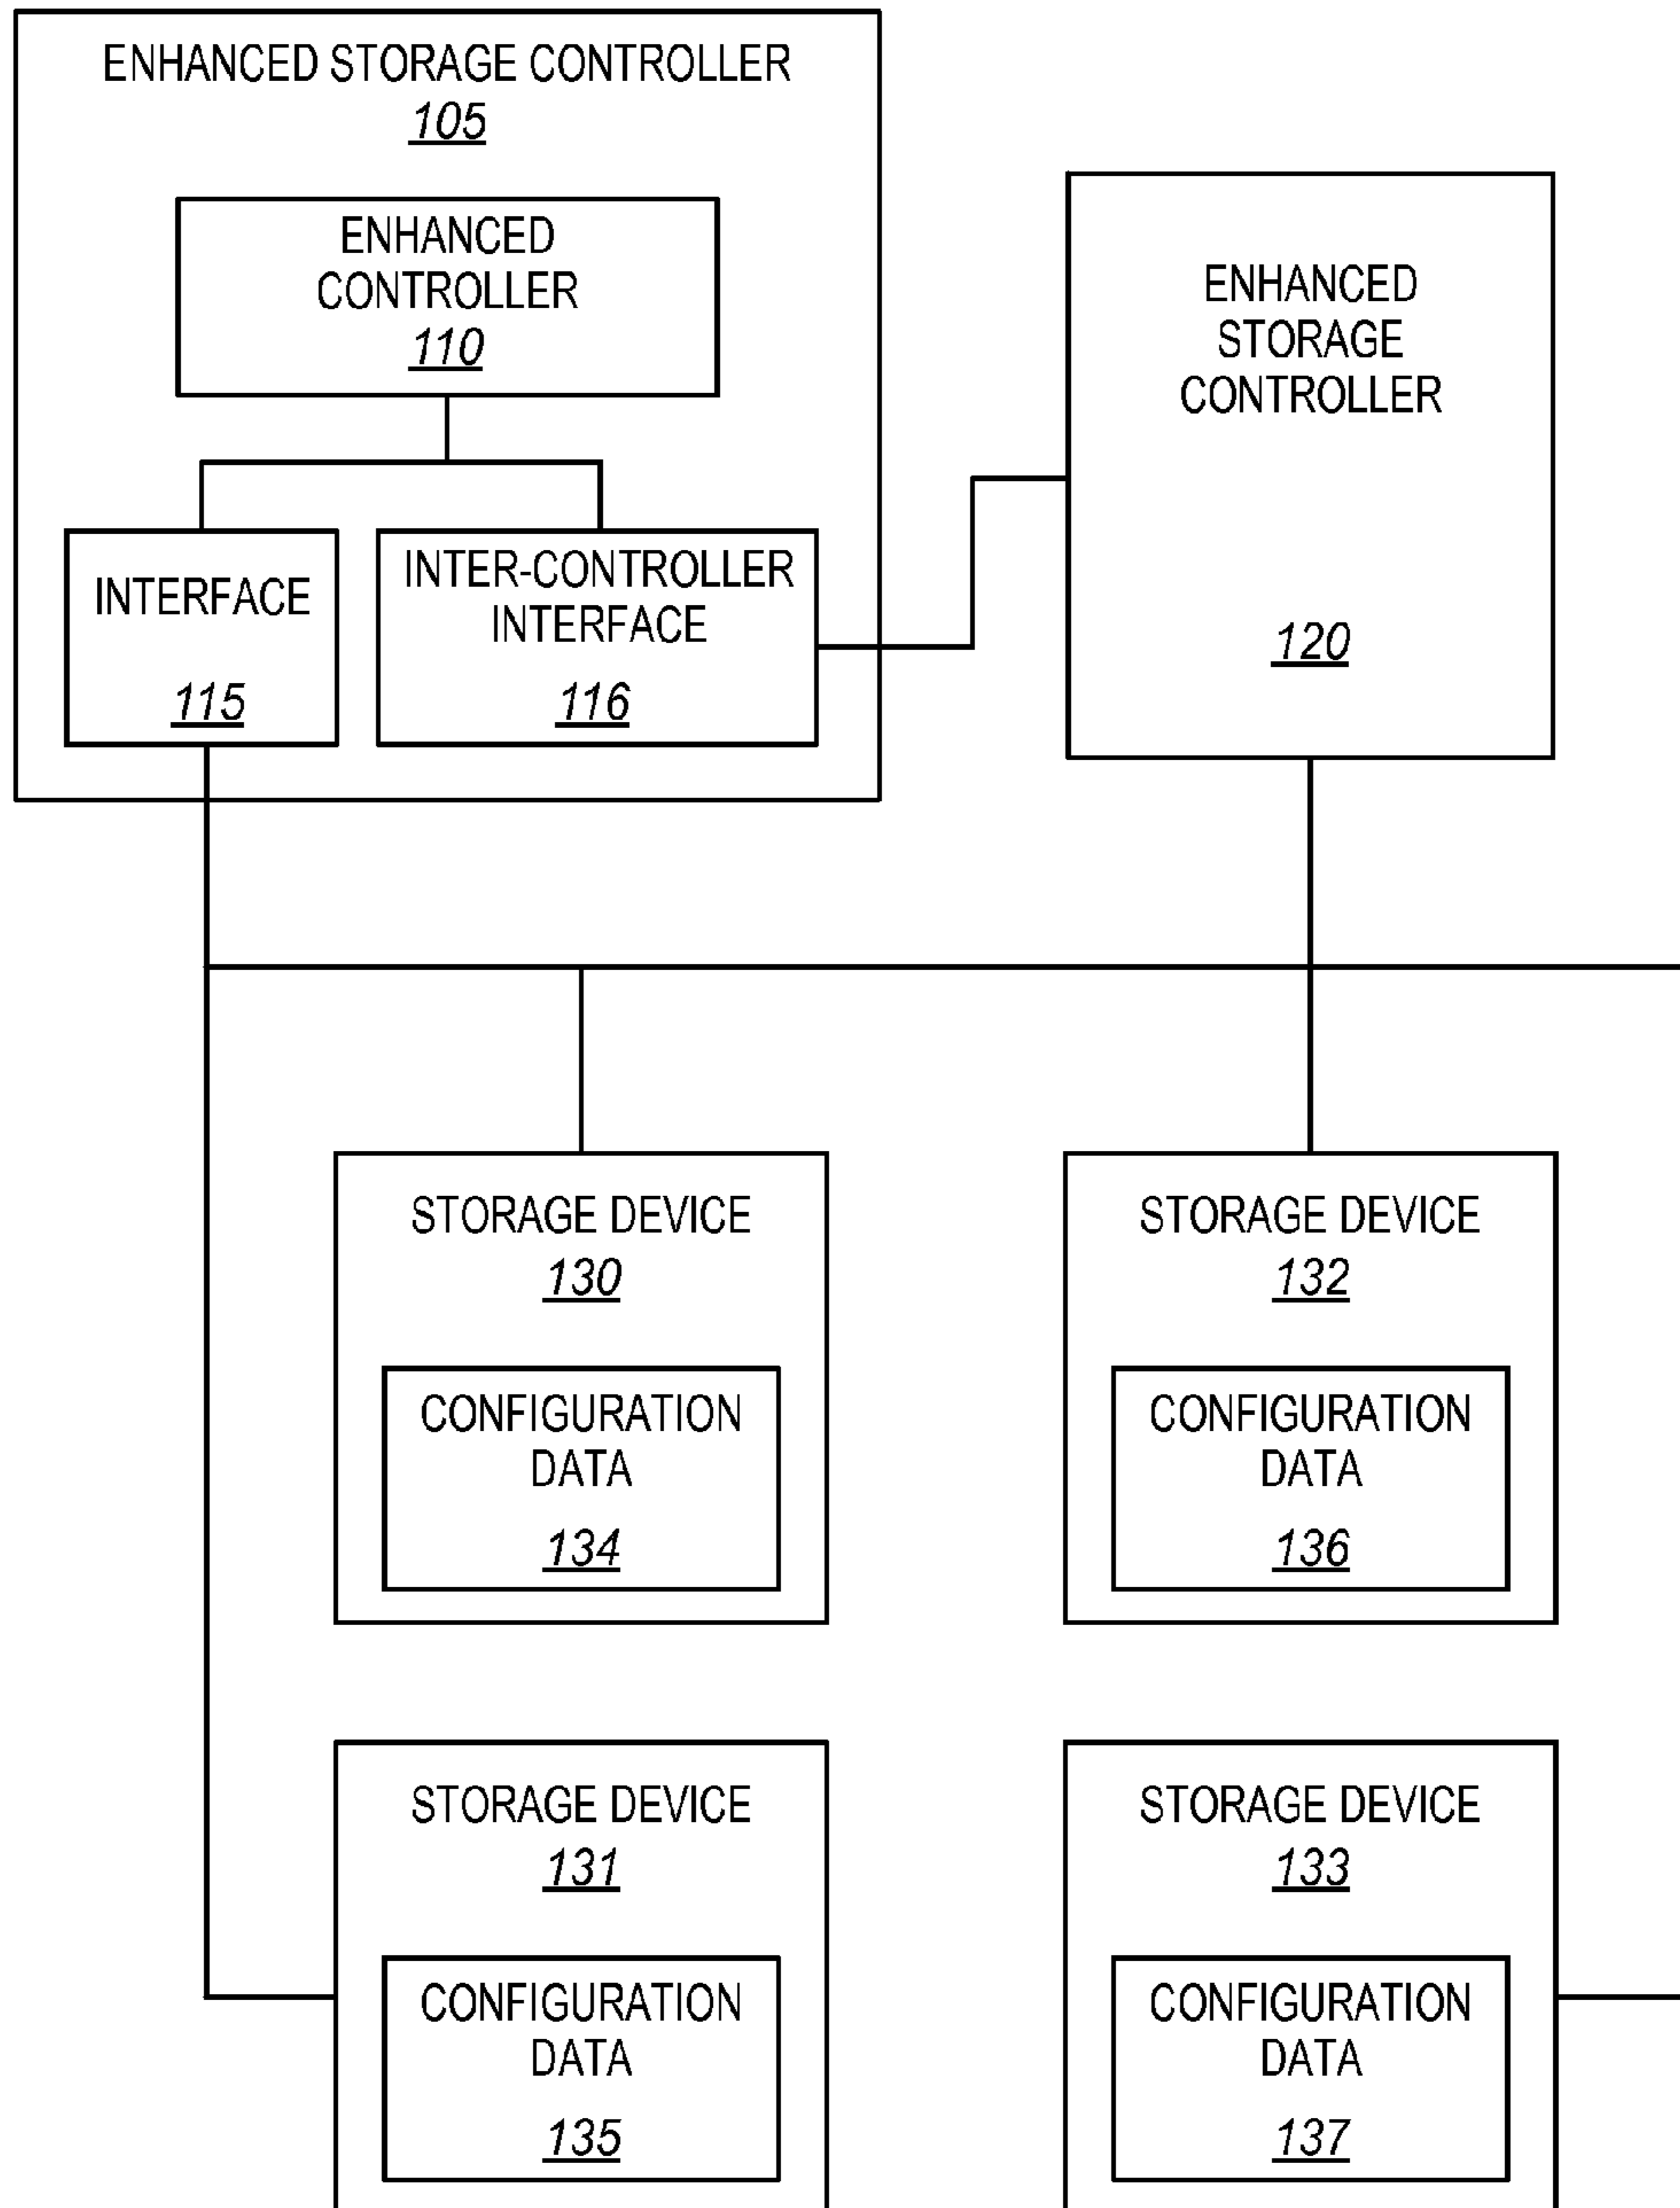 ENHANCED STORAGE CONTROLLER
105
ENHANCED
CONTROLLER
110
INTERFACE
115
INTER-CONTROLLER
INTERFACE
116
ENHANCED
STORAGE
CONTROLLER
120
STORAGE DEVICE
130
CONFIGURATION
DATA
134
STORAGE DEVICE
132
CONFIGURATION
DATA
136
STORAGE DEVICE
131
CONFIGURATION
DATA
135
STORAGE DEVICE
133
CONFIGURATION
DATA
137